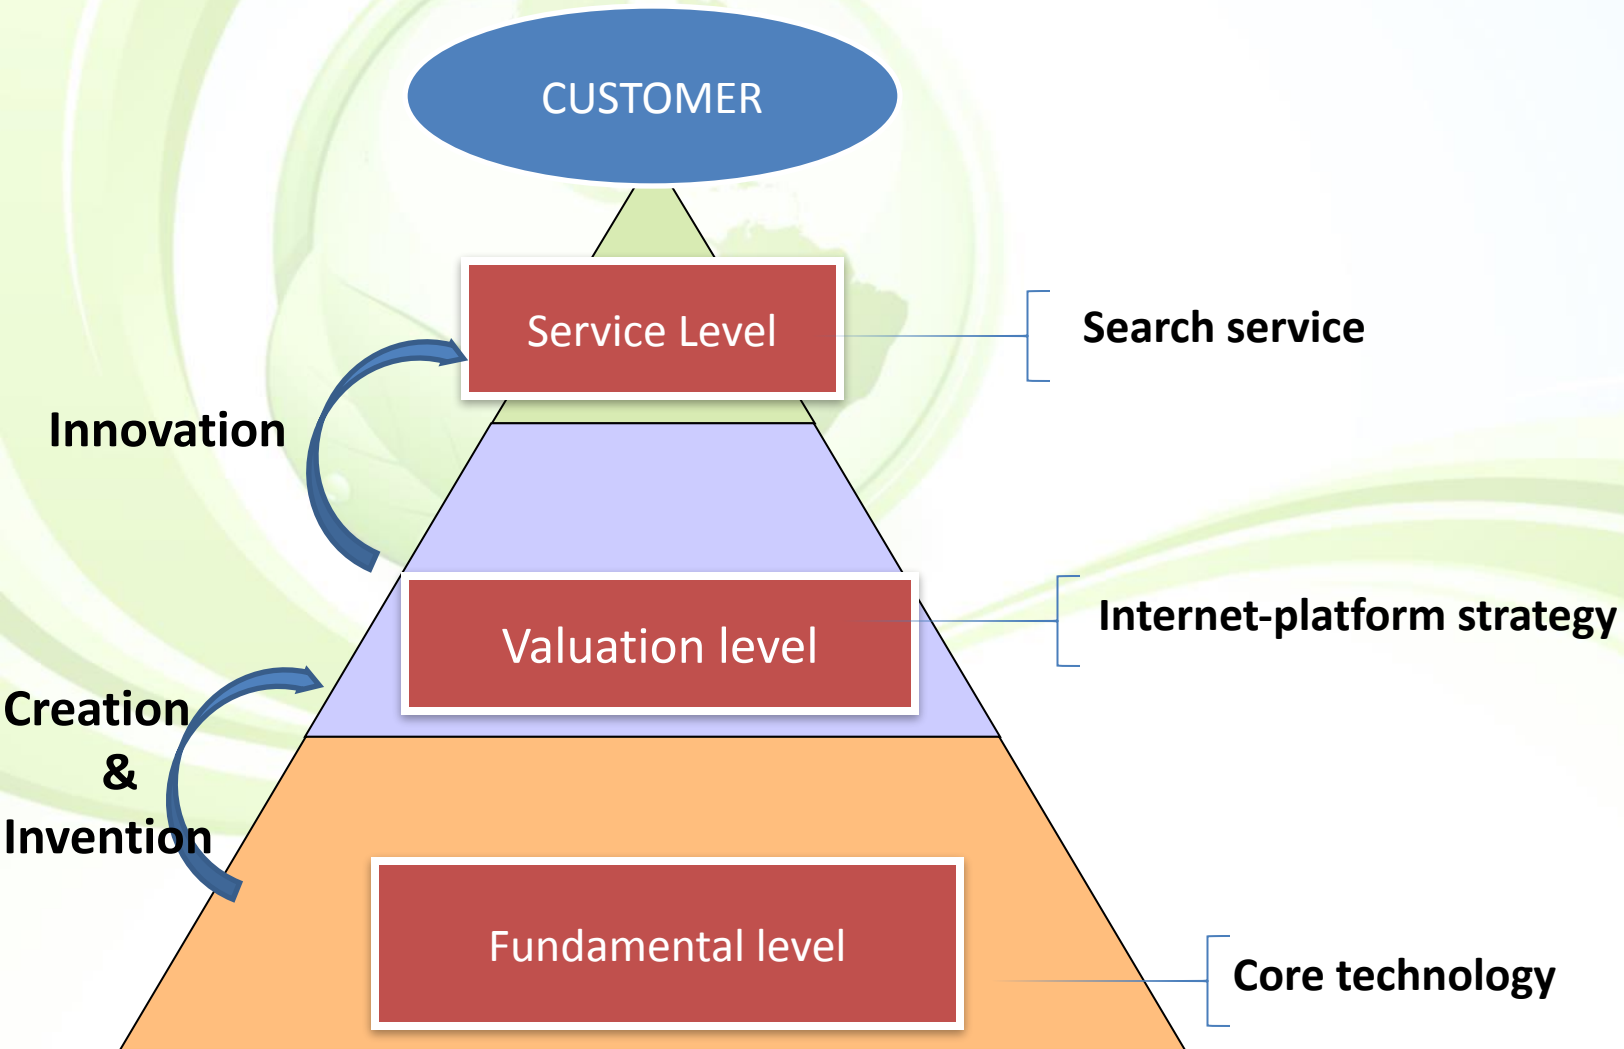 CUSTOMER
Service Level
Search service
Innovation
Valuation level
Internet-platform strategy
Creation
&
Invention
Fundamental level
Core technology